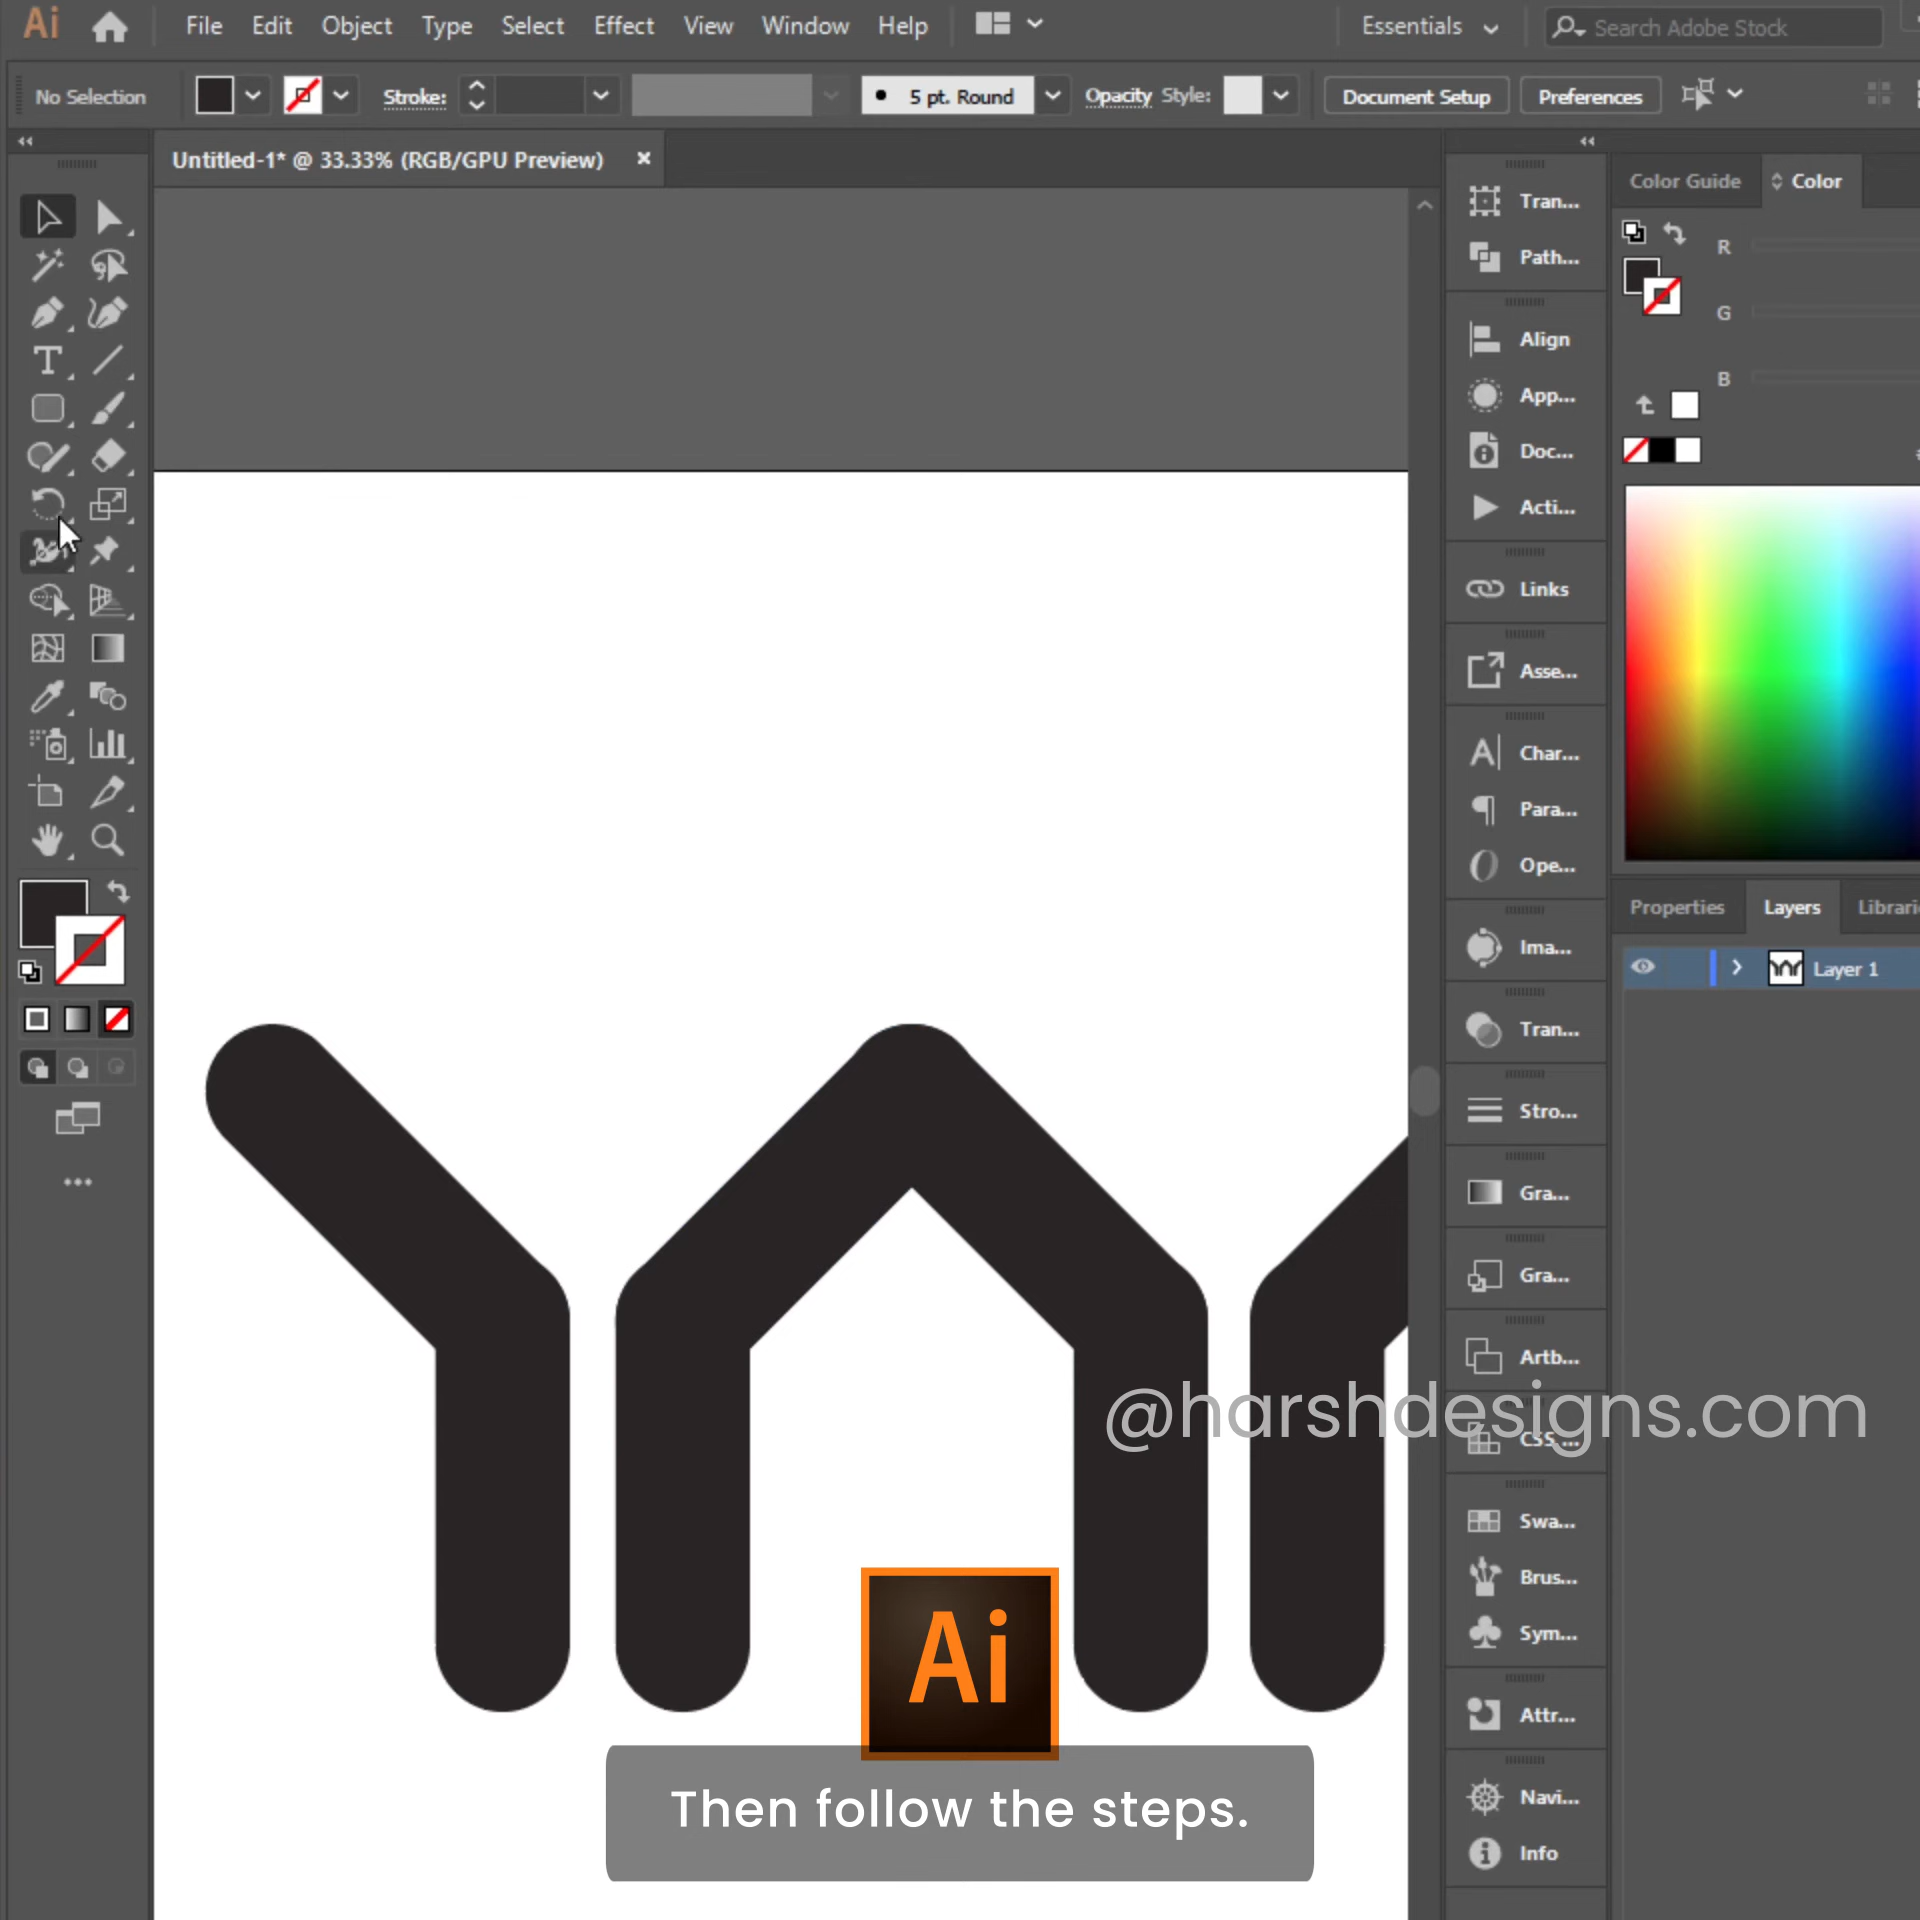 Ai File Edit Object Type Select Effect View Window Help Essentials Search Adobe Stock
No Selection Stroke: 5 pt. Round Opacity Style: Document Setup Preferences
Untitled-1* @ 33.33% (RGB/GPU Preview)
Color Guide Color
R
G
B
Tran...
Path...
Align
App...
Doc...
Acti...
Links
Asse...
Char...
Para...
Ope...
Ima...
Tran...
Stro...
Gra...
Gra...
Artb...
CSS ...
Swa...
Brus...
Sym...
Attr...
Navi...
Info
Properties Layers Librari
Layer 1
@harshdesigns.com
Ai
Then follow the steps.